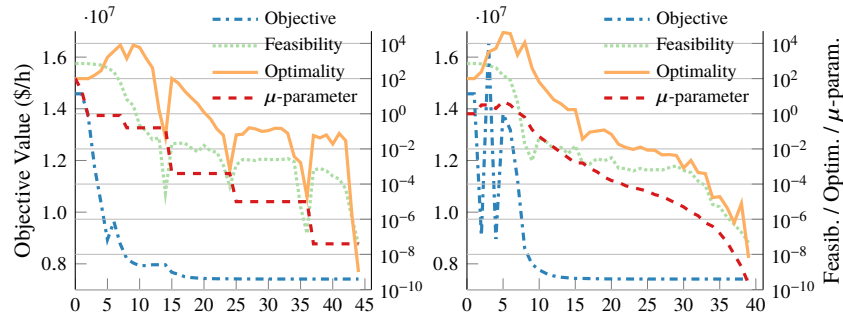 ·10⁷
Objective
Feasibility
Optimality
μ-parameter
Objective Value ($/h)
1.6
1.4
1.2
1.0
0.8
0 5 10 15 20 25 30 35 40 45
10⁴
10²
10⁰
10⁻²
10⁻⁴
10⁻⁶
10⁻⁸
10⁻¹⁰
·10⁷
Objective
Feasibility
Optimality
μ-parameter
1.6
1.4
1.2
1.0
0.8
0 5 10 15 20 25 30 35 40
10⁴
10²
10⁰
10⁻²
10⁻⁴
10⁻⁶
10⁻⁸
10⁻¹⁰
Feasib. / Optim. / μ-param.